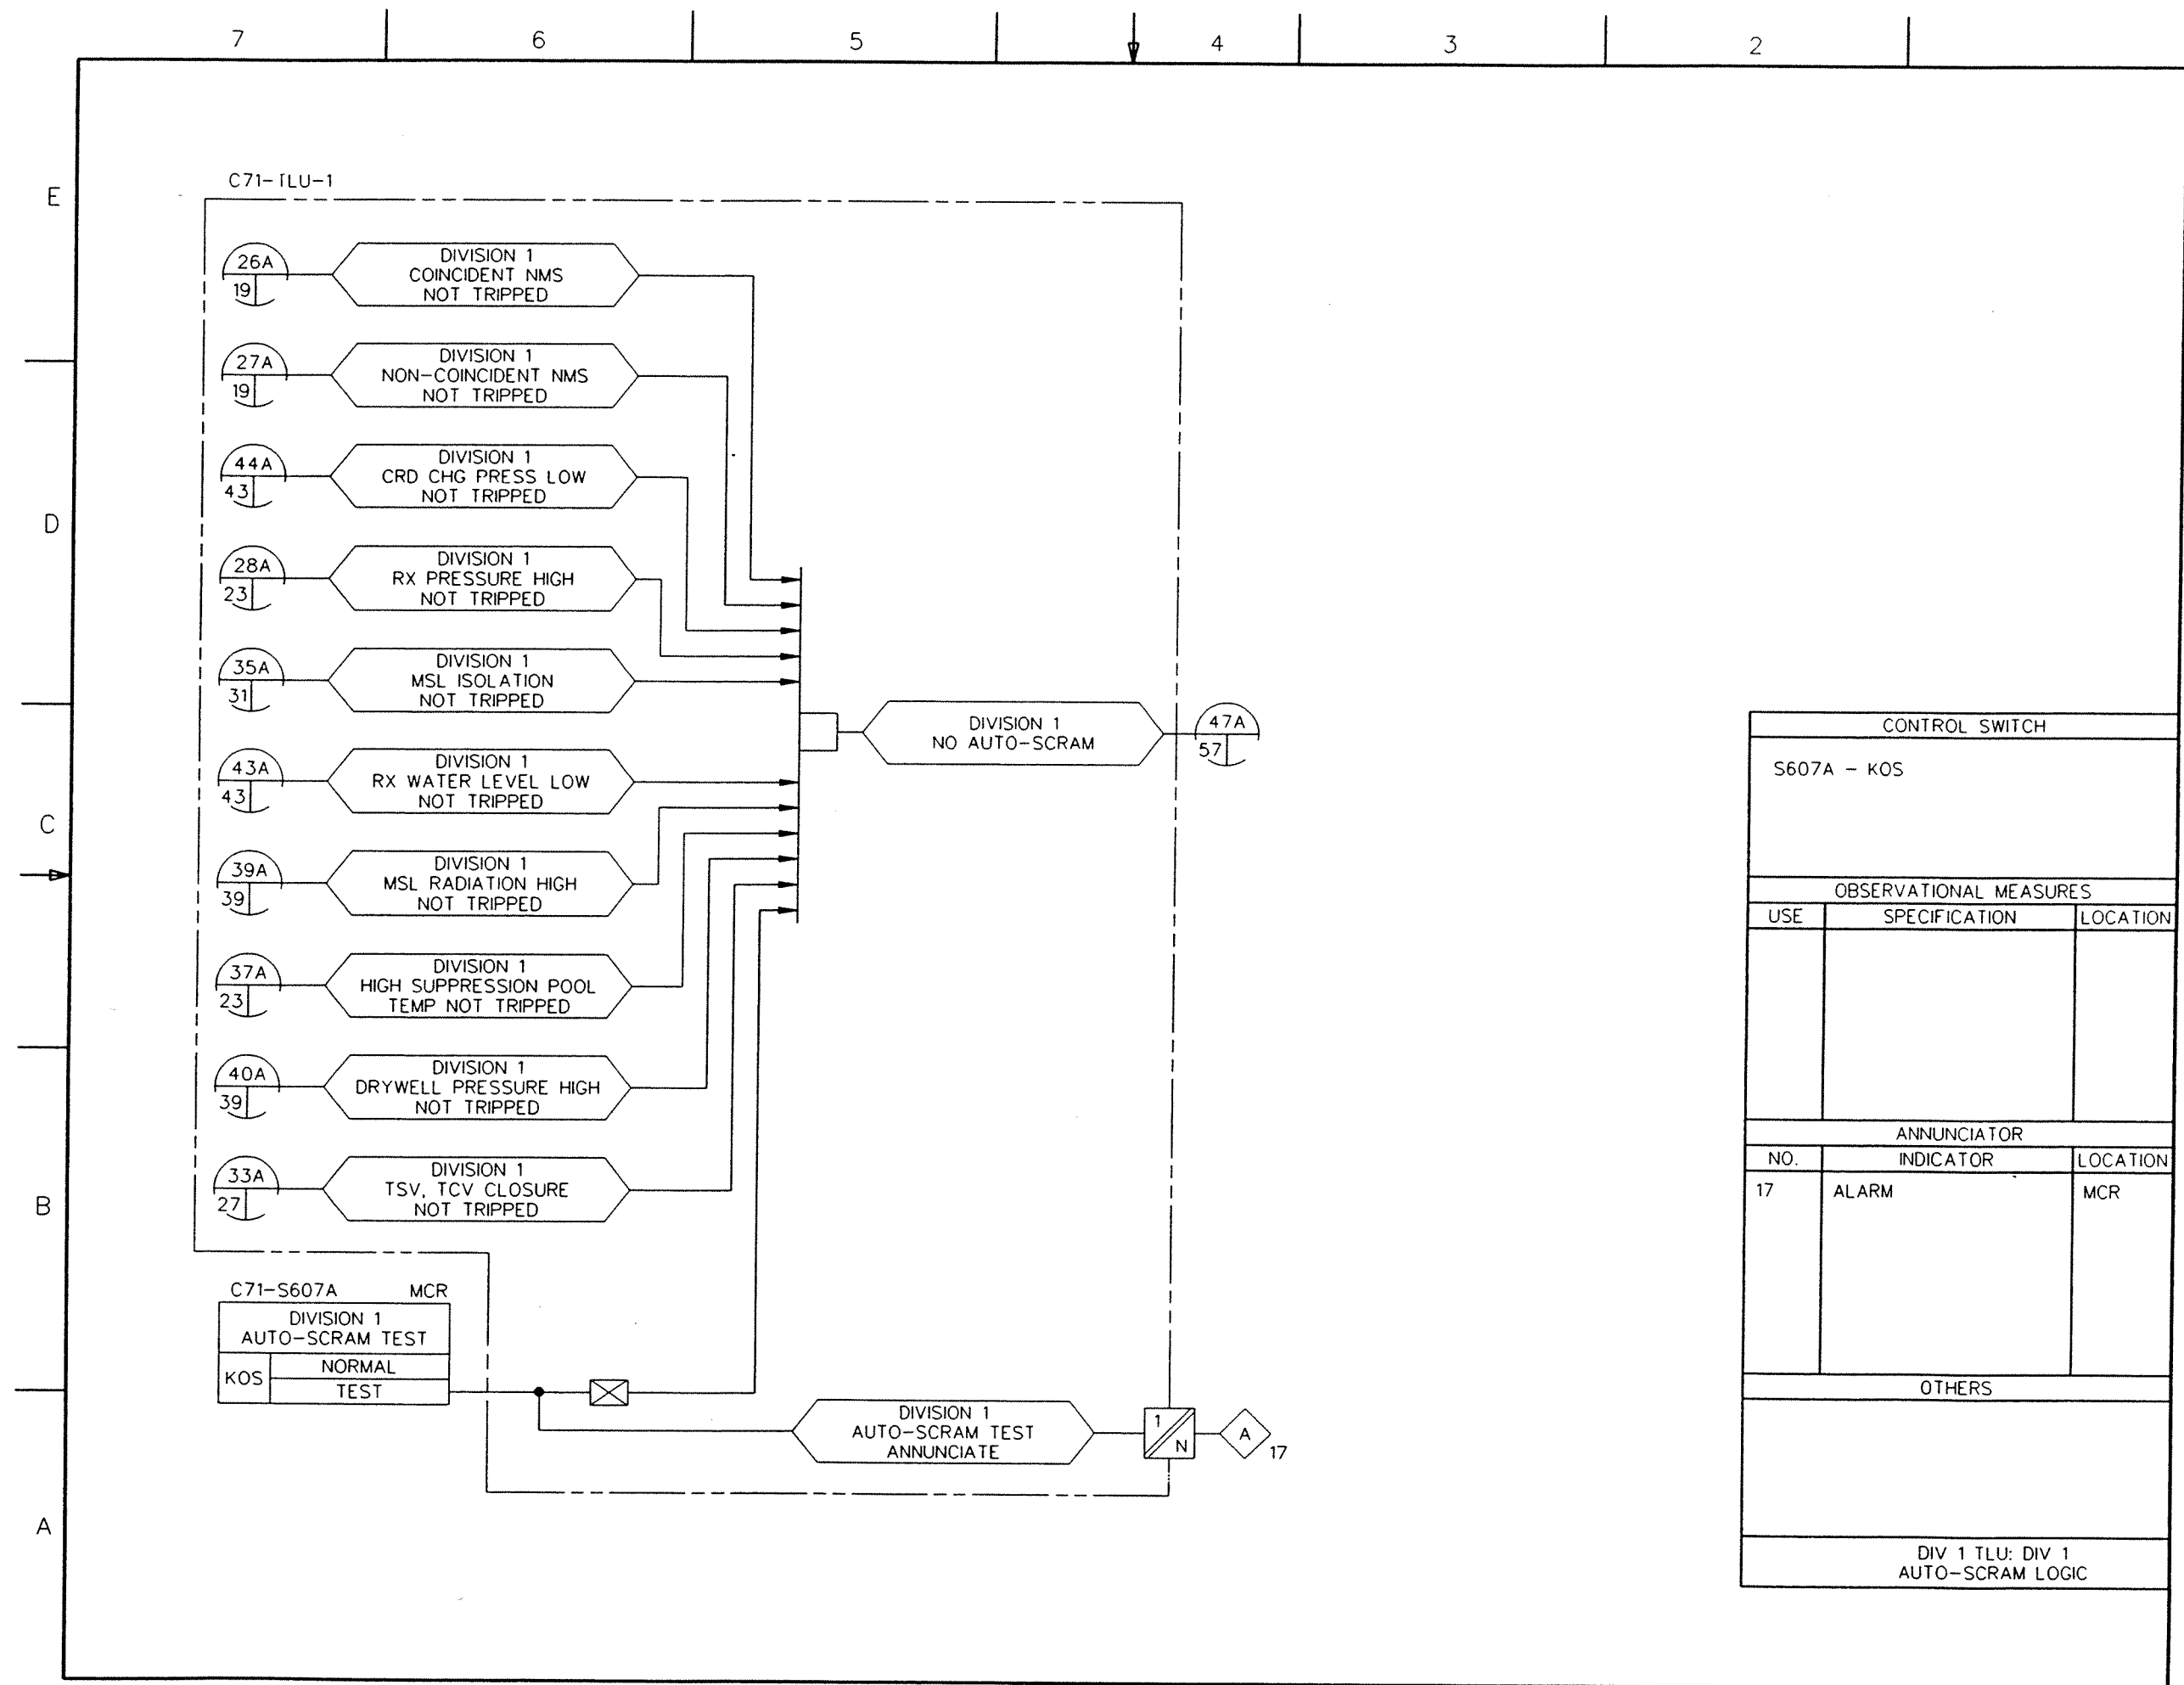 7 6 5 4 3 2
E
D
C
B
A
C71-TLU-1
26A
19
DIVISION 1
COINCIDENT NMS
NOT TRIPPED
27A
19
DIVISION 1
NON-COINCIDENT NMS
NOT TRIPPED
44A
43
DIVISION 1
CRD CHG PRESS LOW
NOT TRIPPED
28A
23
DIVISION 1
RX PRESSURE HIGH
NOT TRIPPED
35A
31
DIVISION 1
MSL ISOLATION
NOT TRIPPED
43A
43
DIVISION 1
RX WATER LEVEL LOW
NOT TRIPPED
39A
39
DIVISION 1
MSL RADIATION HIGH
NOT TRIPPED
37A
23
DIVISION 1
HIGH SUPPRESSION POOL
TEMP NOT TRIPPED
40A
39
DIVISION 1
DRYWELL PRESSURE HIGH
NOT TRIPPED
33A
27
DIVISION 1
TSV, TCV CLOSURE
NOT TRIPPED
DIVISION 1
NO AUTO-SCRAM
47A
57
C71-S607A MCR
DIVISION 1
AUTO-SCRAM TEST
KOS
NORMAL
TEST
DIVISION 1
AUTO-SCRAM TEST
ANNUNCIATE
1
N
A
17
CONTROL SWITCH
S607A - KOS
OBSERVATIONAL MEASURES
USE SPECIFICATION LOCATION
ANNUNCIATOR
NO. INDICATOR LOCATION
17 ALARM MCR
OTHERS
DIV 1 TLU: DIV 1
AUTO-SCRAM LOGIC